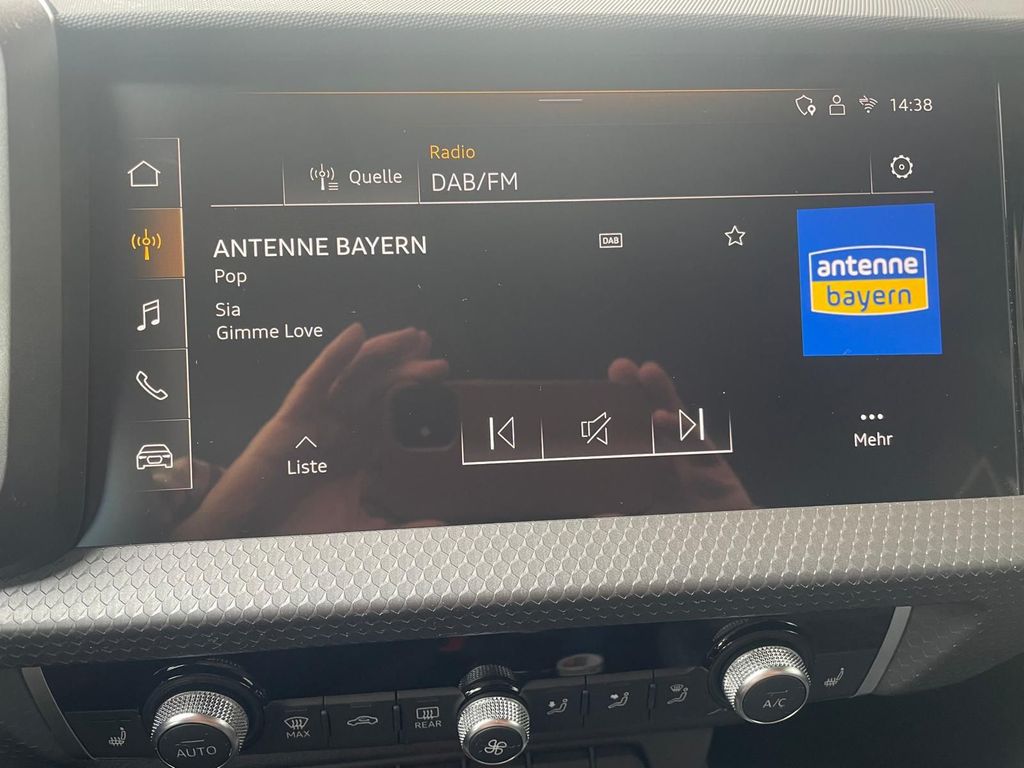 14:38
Quelle
Radio
DAB/FM
ANTENNE BAYERN
DAB
Pop
Sia
Gimme Love
antenne
bayern
Liste
Mehr
AUTO
MAX
REAR
A/C